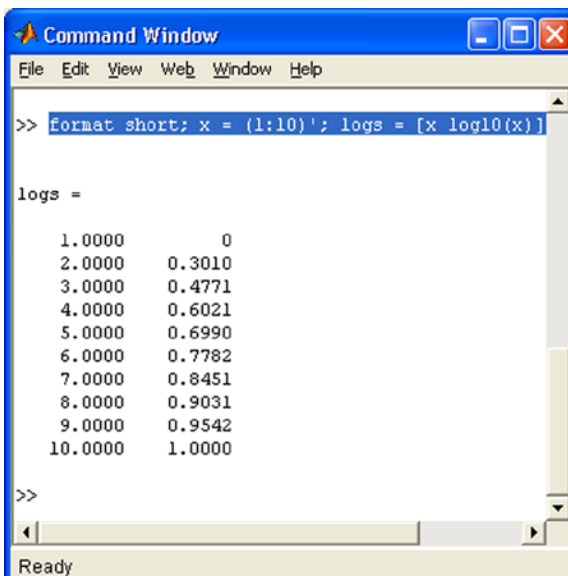 Command Window
File Edit View Web Window Help
>> format short; x = (1:10)'; logs = [x log10(x)]
logs =
1.0000 0
2.0000 0.3010
3.0000 0.4771
4.0000 0.6021
5.0000 0.6990
6.0000 0.7782
7.0000 0.8451
8.0000 0.9031
9.0000 0.9542
10.0000 1.0000
>>
Ready